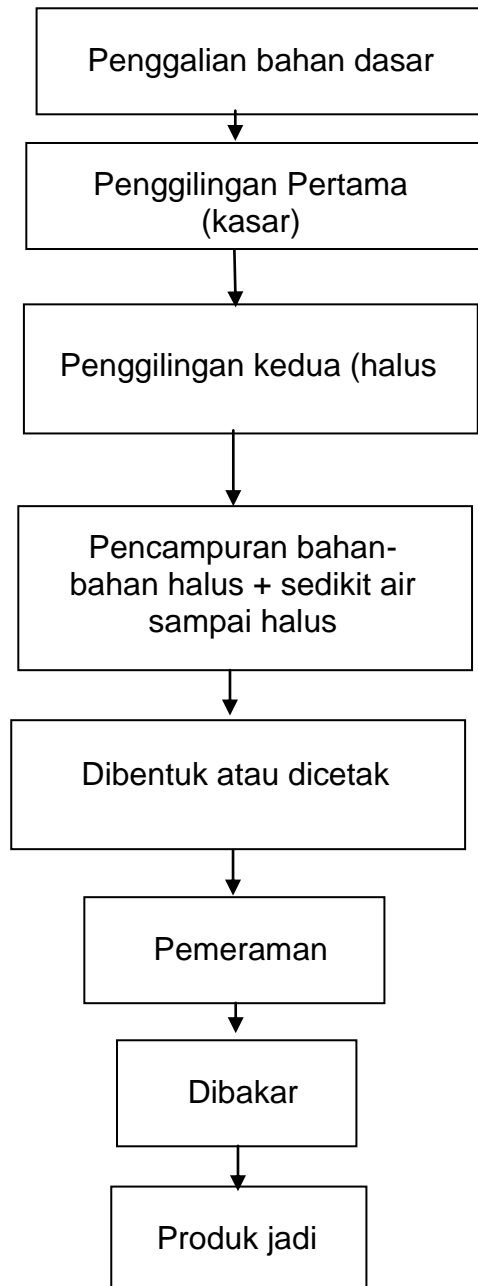 Penggalian bahan dasar
Penggilingan Pertama
(kasar)
Penggilingan kedua (halus
Pencampuran bahan-
bahan halus + sedikit air
sampai halus
Dibentuk atau dicetak
Pemeraman
Dibakar
Produk jadi